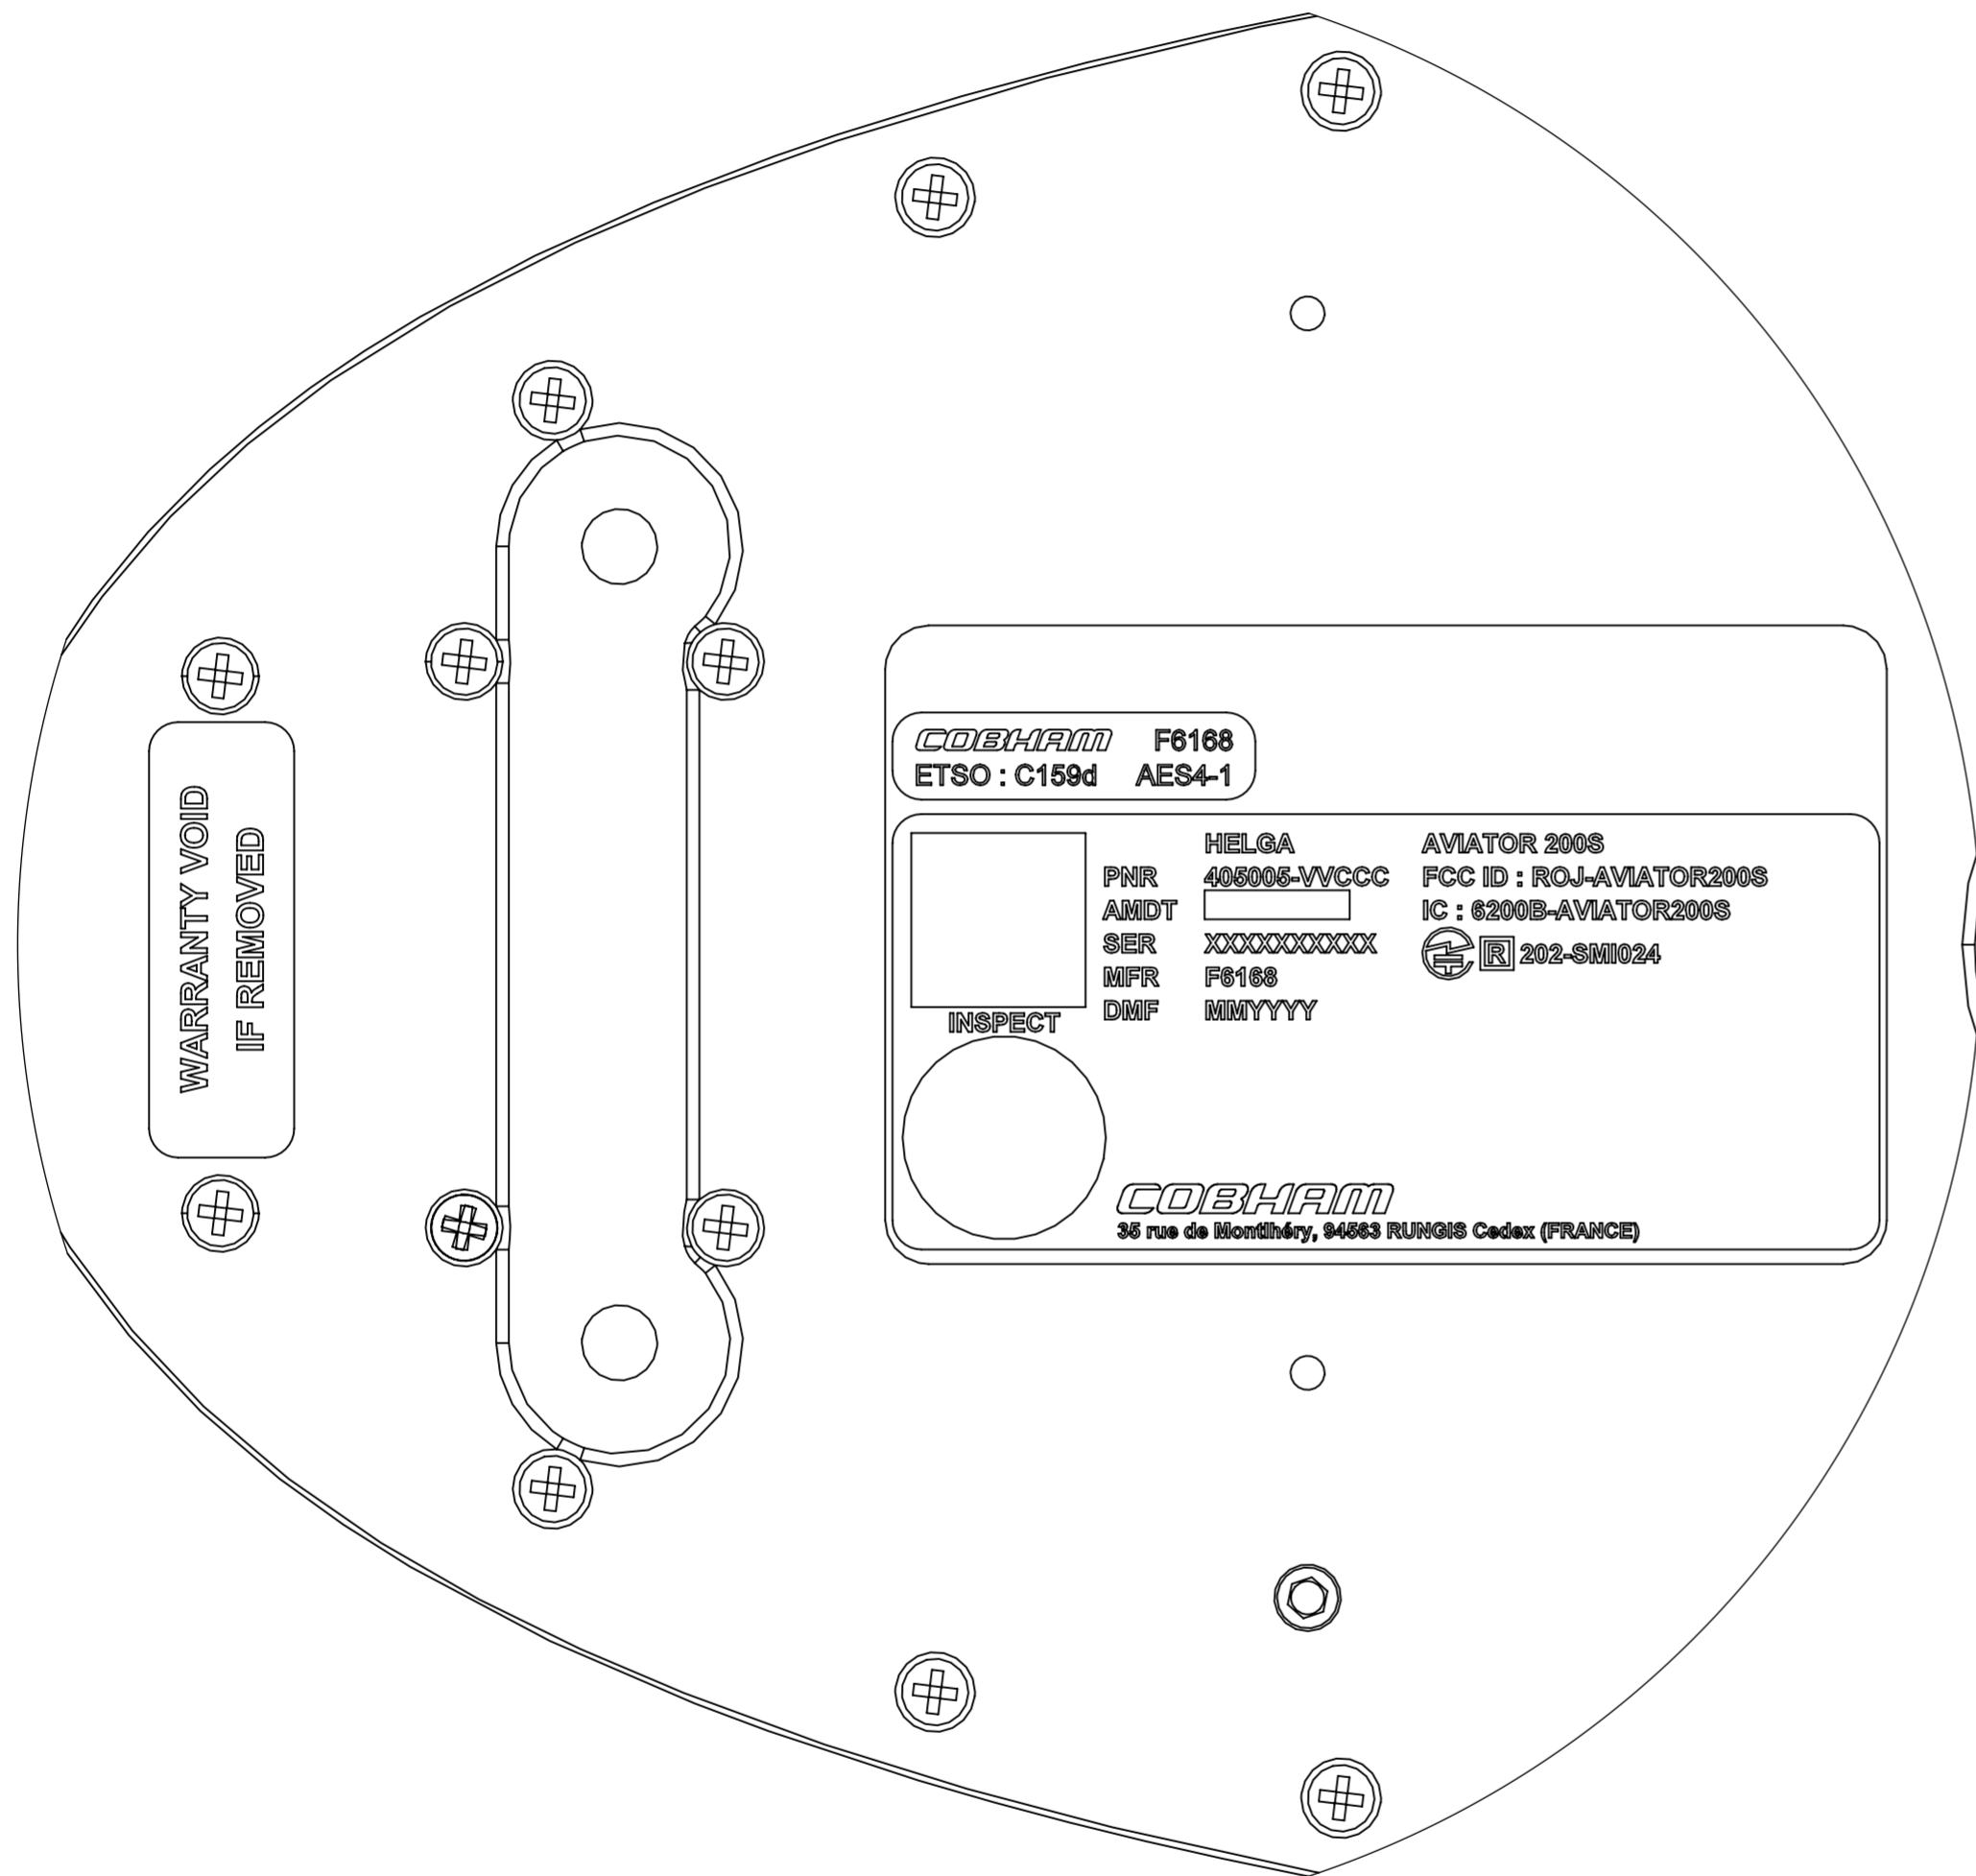 WARRANTY VOID
IF REMOVED
COBHAM F6168
ETSO : C159d AES4-1
HELGA AVIATOR 200S
PNR 405005-VVCCC FCC ID : ROJ-AVIATOR200S
AMDT IC : 6200B-AVIATOR200S
SER XXXXXXXXXX R 202-SMI024
MFR F6168
DMF MMYYYY
INSPECT
COBHAM
35 rue de Montlhéry, 94563 RUNGIS Cedex (FRANCE)